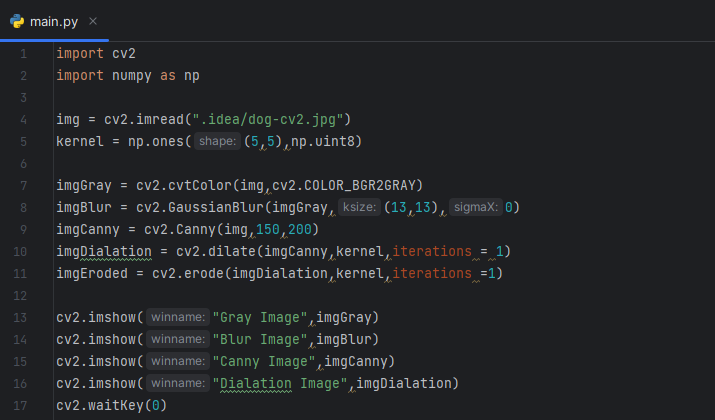 main.py
1 import cv2
2 import numpy as np
3
4 img = cv2.imread(".idea/dog-cv2.jpg")
5 kernel = np.ones( shape: (5,5),np.uint8)
6
7 imgGray = cv2.cvtColor(img,cv2.COLOR_BGR2GRAY)
8 imgBlur = cv2.GaussianBlur(imgGray, ksize: (13,13), sigmaX: 0)
9 imgCanny = cv2.Canny(img,150,200)
10 imgDialation = cv2.dilate(imgCanny,kernel,iterations = 1)
11 imgEroded = cv2.erode(imgDialation,kernel,iterations =1)
12
13 cv2.imshow( winname: "Gray Image",imgGray)
14 cv2.imshow( winname: "Blur Image",imgBlur)
15 cv2.imshow( winname: "Canny Image",imgCanny)
16 cv2.imshow( winname: "Dialation Image",imgDialation)
17 cv2.waitKey(0)